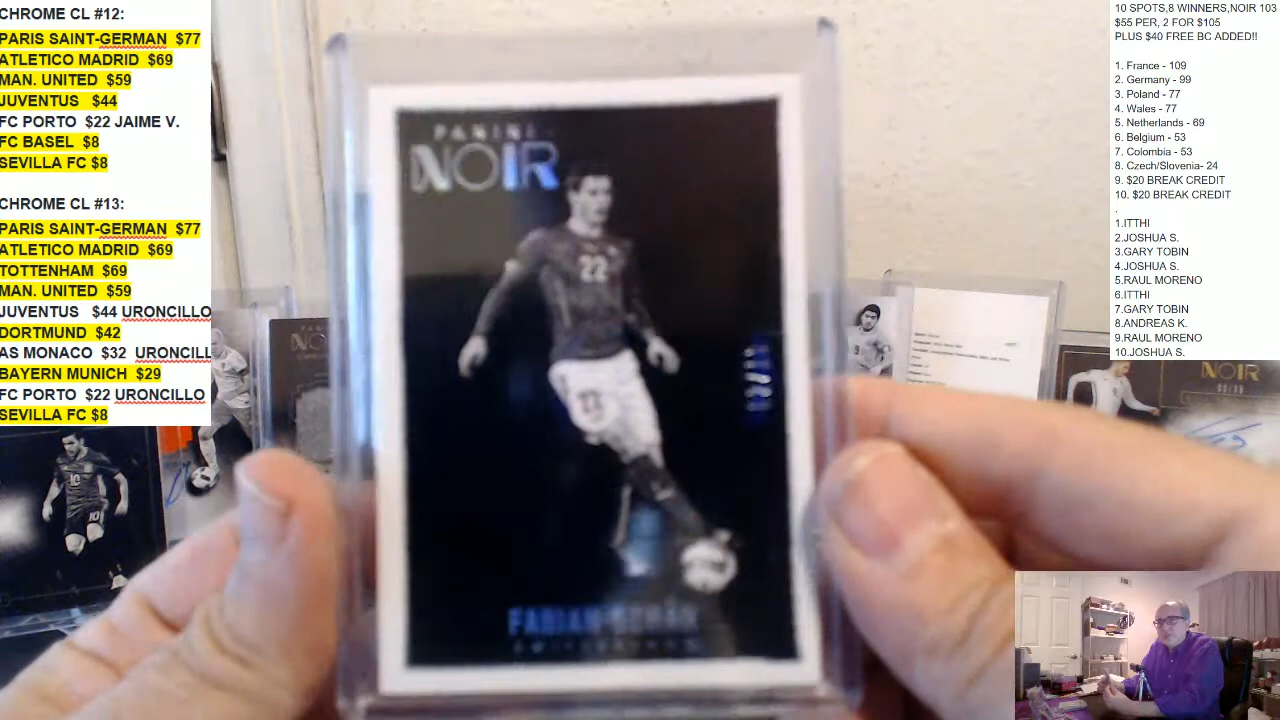 CHROME CL #12:
PARIS SAINT-GERMAN $77
ATLETICO MADRID $69
MAN. UNITED $59
JUVENTUS $44
FC PORTO $22 JAIME V.
FC BASEL $8
SEVILLA FC $8
CHROME CL #13:
PARIS SAINT-GERMAN $77
ATLETICO MADRID $69
TOTTENHAM $69
MAN. UNITED $59
JUVENTUS $44 URONCILLO
DORTMUND $42
AS MONACO $32 URONCILL
BAYERN MUNICH $29
FC PORTO $22 URONCILLO
SEVILLA FC $8
PANINI
NOIR
22
FABIAN
10 SPOTS,8 WINNERS,NOIR 103
$55 PER, 2 FOR $105
PLUS $40 FREE BC ADDED!!
1. France - 109
2. Germany - 99
3. Poland - 77
4. Wales - 77
5. Netherlands - 69
6. Belgium - 53
7. Colombia - 53
8. Czech/Slovenia- 24
9. $20 BREAK CREDIT
10. $20 BREAK CREDIT
.
1.ITTHI
2.JOSHUA S.
3.GARY TOBIN
4.JOSHUA S.
5.RAUL MORENO
6.ITTHI
7.GARY TOBIN
8.ANDREAS K.
9.RAUL MORENO
10.JOSHUA S.
NOIR
NOIR
10